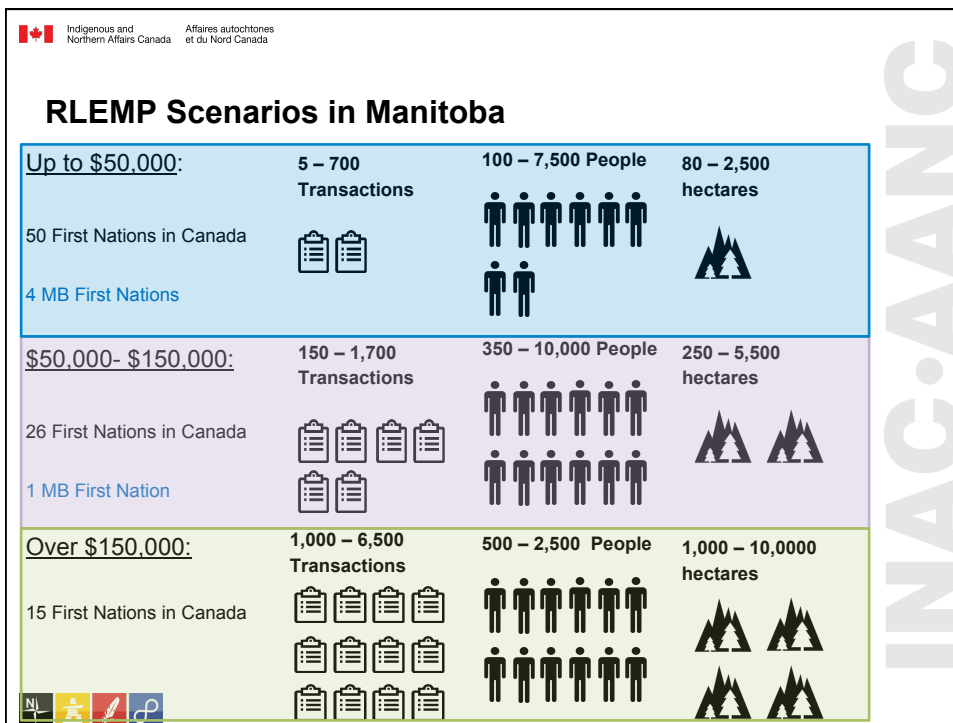 Indigenous and Affaires autochtones
Northern Affairs Canada et du Nord Canada
RLEMP Scenarios in Manitoba
Up to $50,000:
5 – 700
Transactions
100 – 7,500 People
80 – 2,500
hectares
50 First Nations in Canada
4 MB First Nations
$50,000- $150,000:
150 – 1,700
Transactions
350 – 10,000 People
250 – 5,500
hectares
26 First Nations in Canada
1 MB First Nation
Over $150,000:
1,000 – 6,500
Transactions
500 – 2,500 People
1,000 – 10,0000
hectares
15 First Nations in Canada
N
INAC•AANC